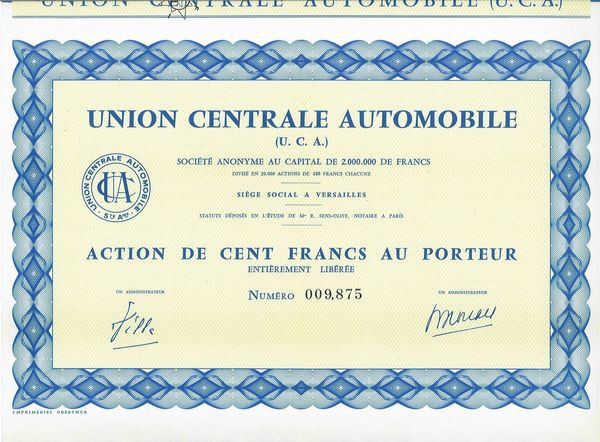 UNION CENTRALE AUTOMOBILE (U. C. A.)
UNION CENTRALE AUTOMOBILE
(U. C. A.)
SOCIÉTÉ ANONYME AU CAPITAL DE 2.000.000 DE FRANCS
DIVISÉ EN 20.000 ACTIONS DE 100 FRANCS CHACUNE
SIÈGE SOCIAL A VERSAILLES
STATUTS DÉPOSÉS EN L'ÉTUDE DE Me R. SENS-OLIVE, NOTAIRE A PARIS
UNION CENTRALE AUTOMOBILE
UCA
ACTION DE CENT FRANCS AU PORTEUR
ENTIÈREMENT LIBÉRÉE
UN ADMINISTRATEUR
NUMÉRO 009,875
UN ADMINISTRATEUR
IMPRIMERIES OBERTHUR